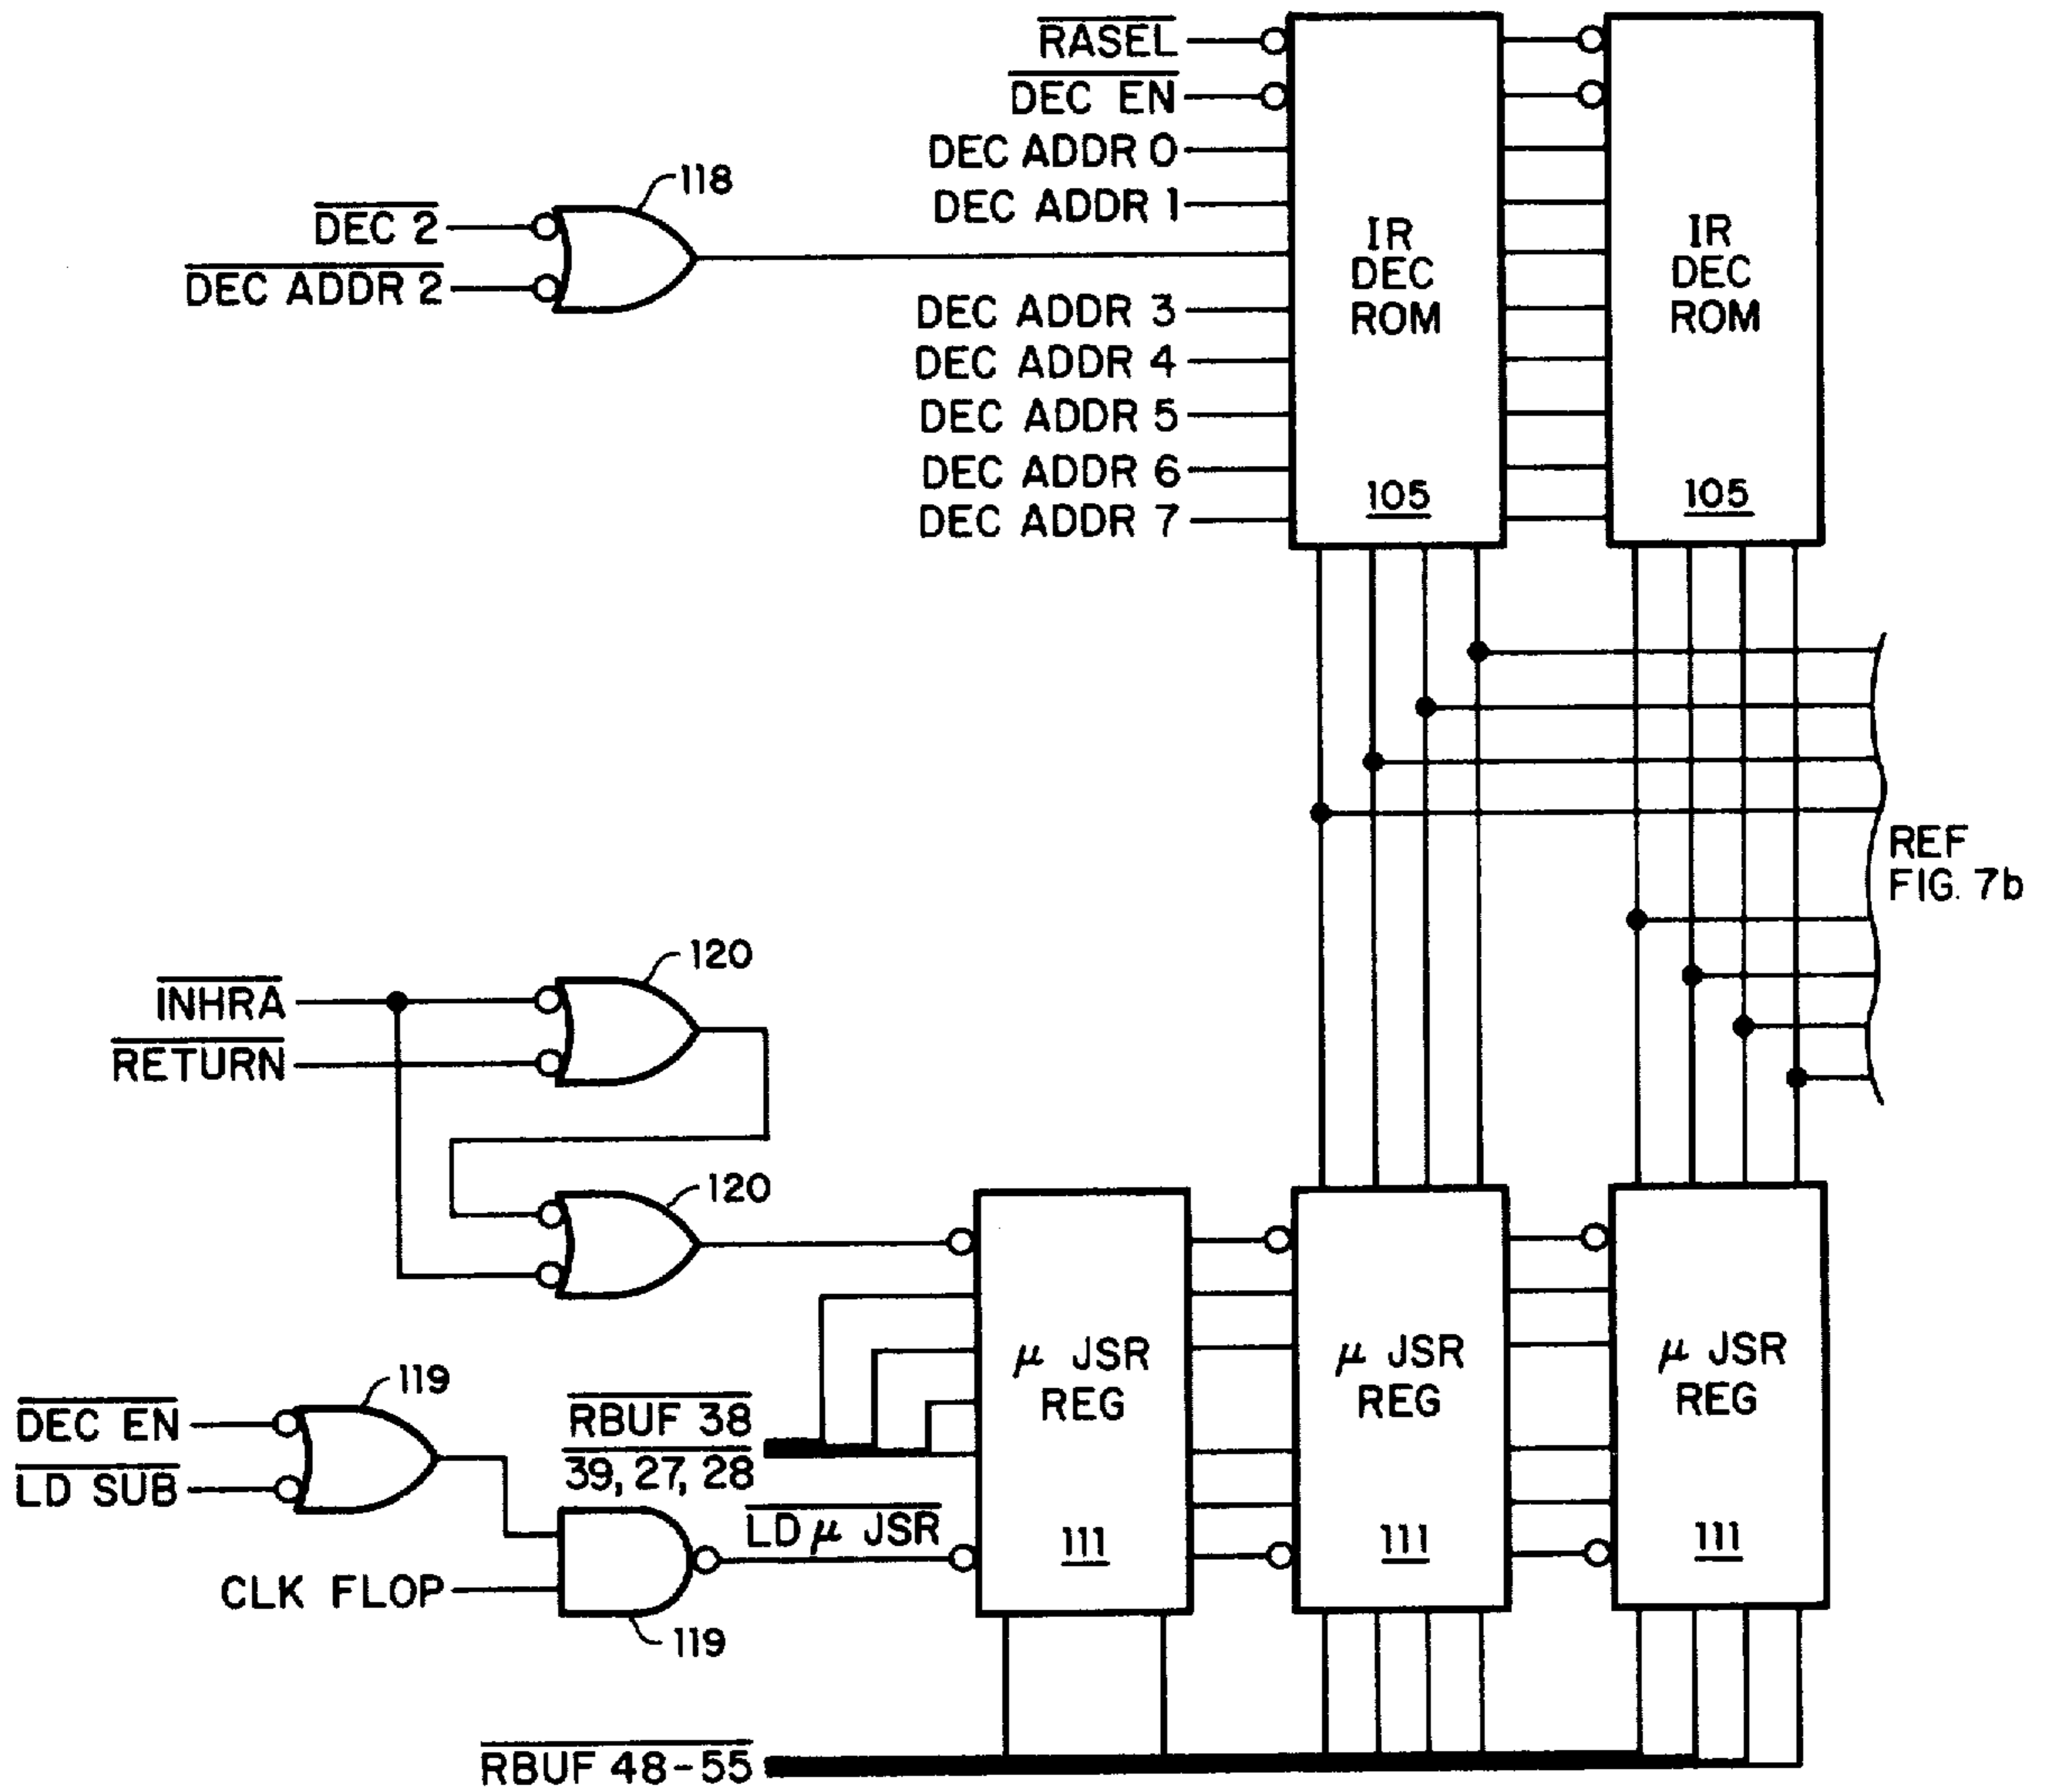 RASEL
DEC EN
DEC ADDR 0
DEC ADDR 1
118
DEC 2
DEC ADDR 2
DEC ADDR 3
DEC ADDR 4
DEC ADDR 5
DEC ADDR 6
DEC ADDR 7
IR
DEC
ROM
105
IR
DEC
ROM
105
REF
FIG. 7b
INHRA
RETURN
120
120
DEC EN
LD SUB
119
CLK FLOP
119
RBUF 38
39, 27, 28
LD μ JSR
μ JSR
REG
111
μ JSR
REG
111
μ JSR
REG
111
RBUF 48-55